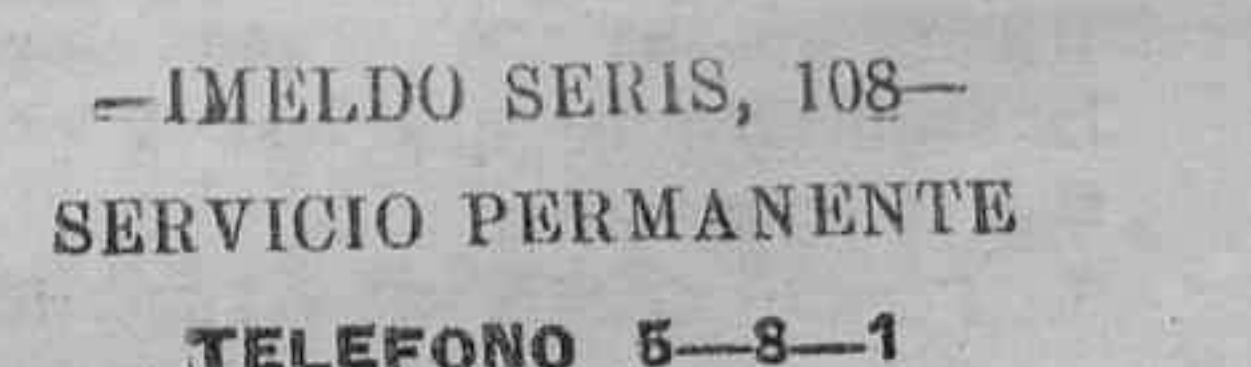 —IMELDO SERIS, 108—
SERVICIO PERMANENTE
TELEFONO 5—8—1